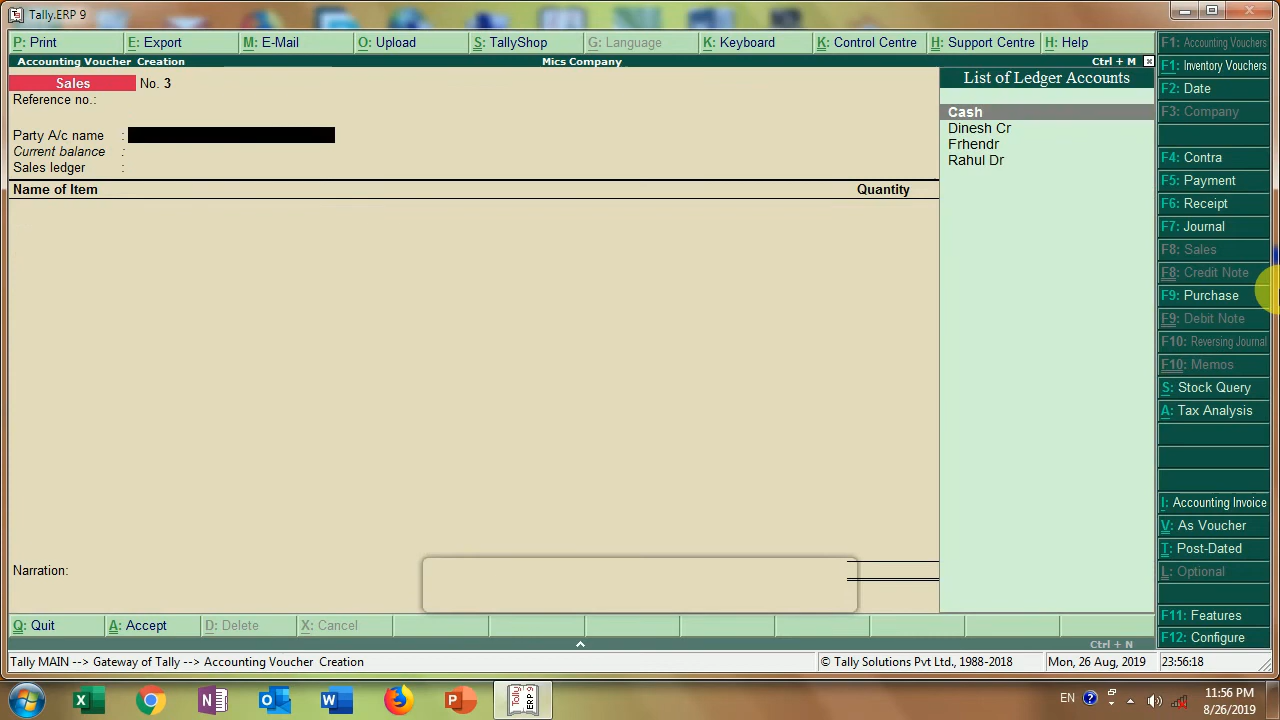 Tally.ERP 9
P: Print E: Export M: E-Mail O: Upload S: TallyShop G: Language K: Keyboard K: Control Centre H: Support Centre H: Help
Accounting Voucher Creation Mics Company Ctrl + M
Sales No. 3
Reference no.:
Party A/c name :
Current balance :
Sales ledger :
Name of Item Quantity
Narration:
List of Ledger Accounts
Cash
Dinesh Cr
Frhendr
Rahul Dr
F1: Accounting Vouchers
F1: Inventory Vouchers
F2: Date
F3: Company
F4: Contra
F5: Payment
F6: Receipt
F7: Journal
F8: Sales
F8: Credit Note
F9: Purchase
F9: Debit Note
F10: Reversing Journal
F10: Memos
S: Stock Query
A: Tax Analysis
I: Accounting Invoice
V: As Voucher
T: Post-Dated
L: Optional
F11: Features
F12: Configure
Q: Quit A: Accept D: Delete X: Cancel
Ctrl + N
Tally MAIN --> Gateway of Tally --> Accounting Voucher Creation © Tally Solutions Pvt Ltd., 1988-2018 Mon, 26 Aug, 2019 23:56:18
EN 11:56 PM
8/26/2019